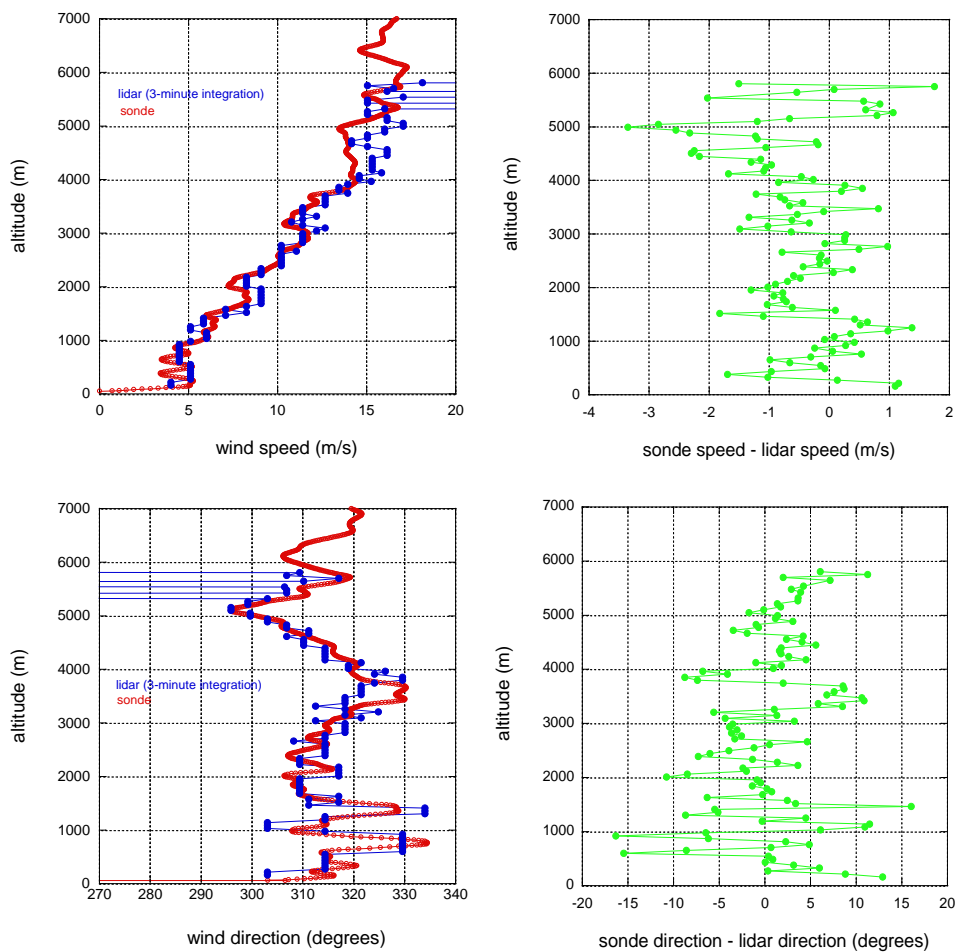 7000
6000
5000
4000
3000
2000
1000
0
altitude (m)
lidar (3-minute integration)
sonde
0 5 10 15 20
wind speed (m/s)
7000
6000
5000
4000
3000
2000
1000
0
altitude (m)
-4 -3 -2 -1 0 1 2
sonde speed - lidar speed (m/s)
7000
6000
5000
4000
3000
2000
1000
0
altitude (m)
lidar (3-minute integration)
sonde
270 280 290 300 310 320 330 340
wind direction (degrees)
7000
6000
5000
4000
3000
2000
1000
0
altitude (m)
-20 -15 -10 -5 0 5 10 15 20
sonde direction - lidar direction (degrees)